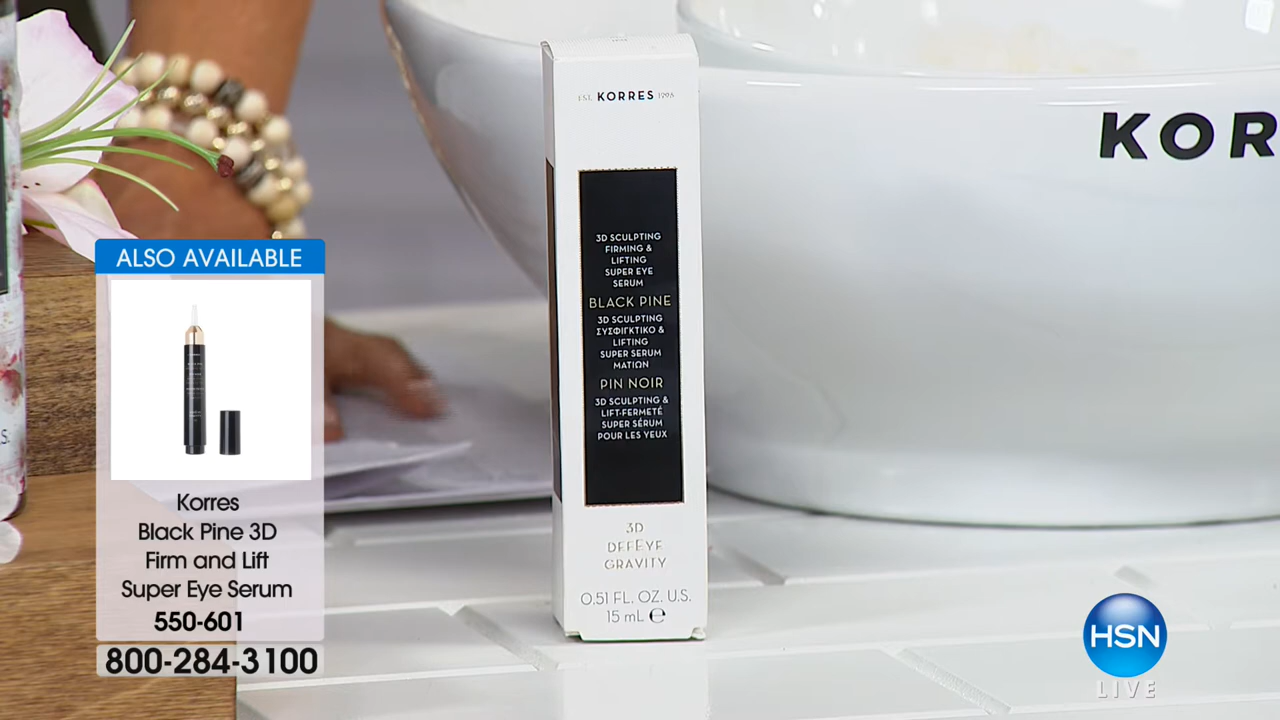 EST. KORRES 1996
3D SCULPTING
FIRMING &
LIFTING
SUPER EYE
SERUM
BLACK PINE
3D SCULPTING
ΣΥΣΦΙΓΚΤΙΚΟ &
LIFTING
SUPER SERUM
ΜΑΤΙΩΝ
PIN NOIR
3D SCULPTING &
LIFT-FERMETÉ
SUPER SÉRUM
POUR LES YEUX
3D
DEFEYE
GRAVITY
0.51 FL. OZ. U.S.
15 mL ℮
KOR
S.
ALSO AVAILABLE
Korres
Black Pine 3D
Firm and Lift
Super Eye Serum
550-601
800-284-3100
HSN
LIVE